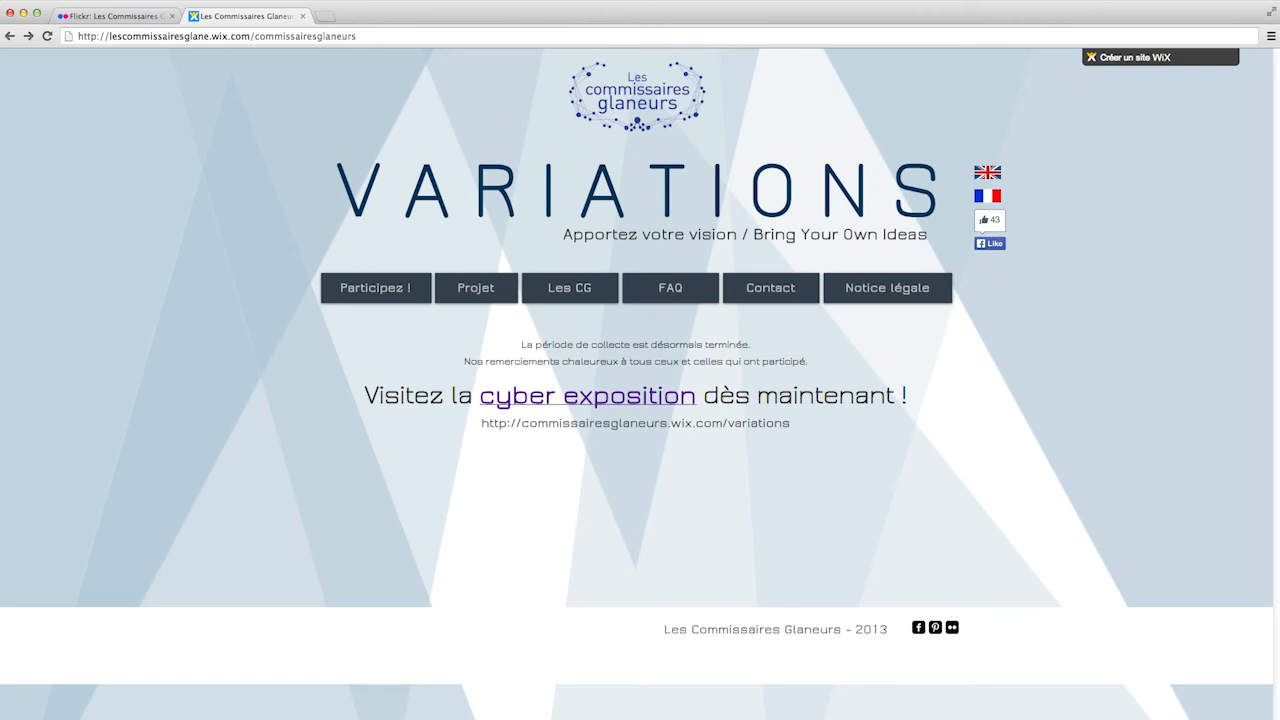 Flickr: Les Commissaires G
Les Commissaires Glaneur
http://lescommissairesglane.wix.com/commissairesglaneurs
Créer un site WiX
Les
commissaires
glaneurs
VARIATIONS
Apportez votre vision / Bring Your Own Ideas
43
Like
Participez !
Projet
Les CG
FAQ
Contact
Notice légale
La période de collecte est désormais terminée.
Nos remerciements chaleureux à tous ceux et celles qui ont participé.
Visitez la cyber exposition dès maintenant !
http://commissairesglaneurs.wix.com/variations
Les Commissaires Glaneurs - 2013